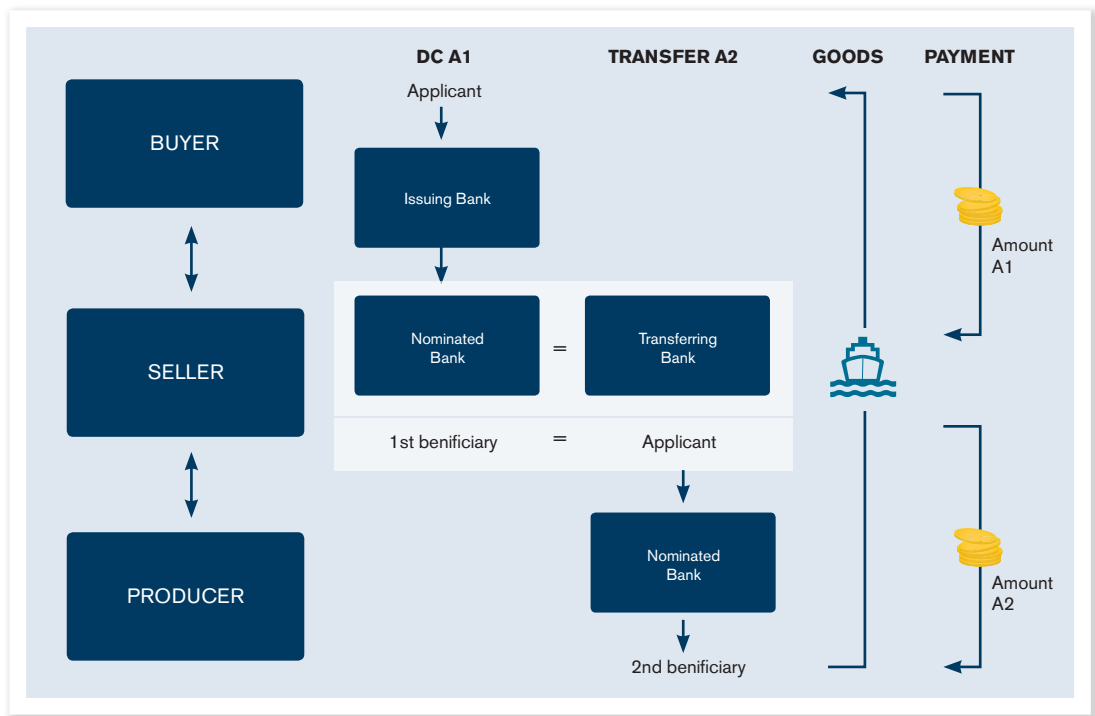 DC A1
TRANSFER A2
GOODS
PAYMENT
Applicant
BUYER
Issuing Bank
Amount
A1
Nominated
Bank
=
Transferring
Bank
SELLER
1st benificiary
=
Applicant
Nominated
Bank
Amount
A2
PRODUCER
2nd benificiary